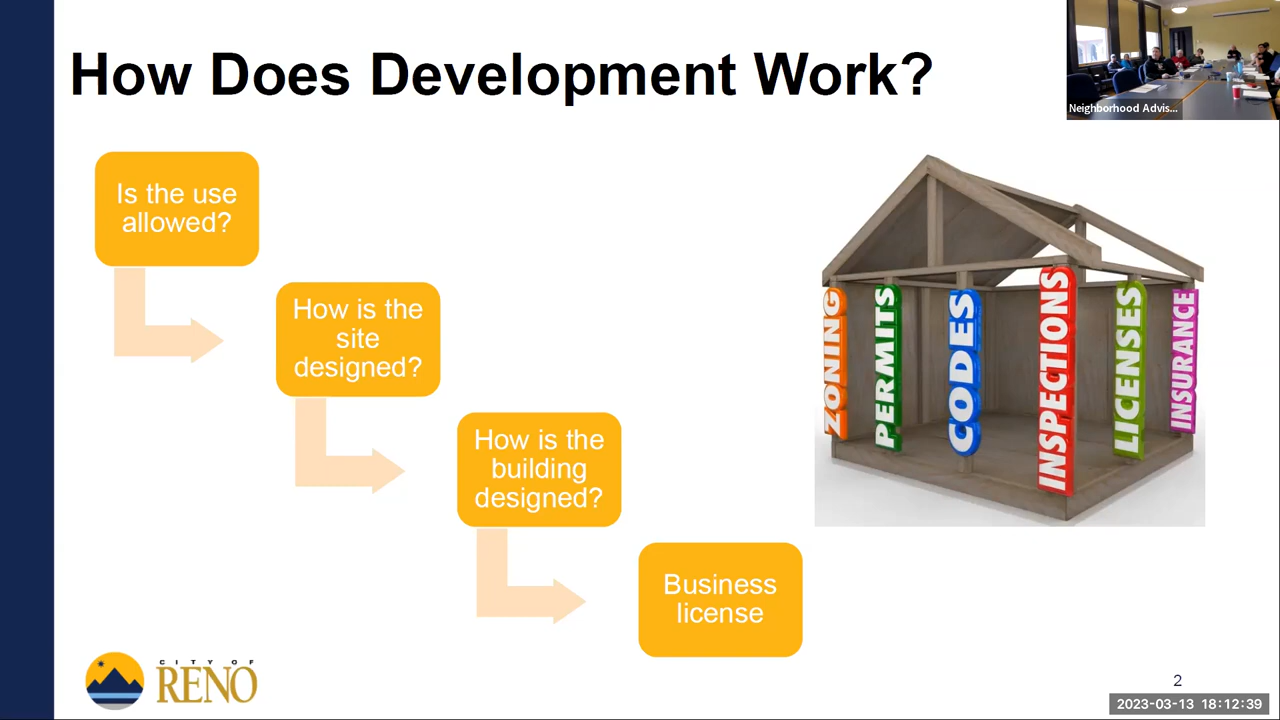 How Does Development Work?
Neighborhood Advis...
Is the use
allowed?
How is the
site
designed?
How is the
building
designed?
Business
license
ZONING
PERMITS
CODES
INSPECTIONS
LICENSES
INSURANCE
CITY OF
RENO
2
2023-03-13 18:12:39